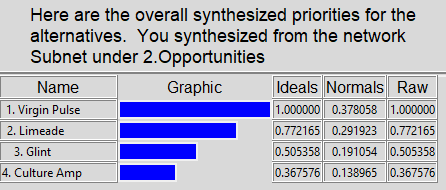 Here are the overall synthesized priorities for the
alternatives. You synthesized from the network
Subnet under 2.Opportunities
Name Graphic Ideals Normals Raw
1. Virgin Pulse 1.000000 0.378058 1.000000
2. Limeade 0.772165 0.291923 0.772165
3. Glint 0.505358 0.191054 0.505358
4. Culture Amp 0.367576 0.138965 0.367576